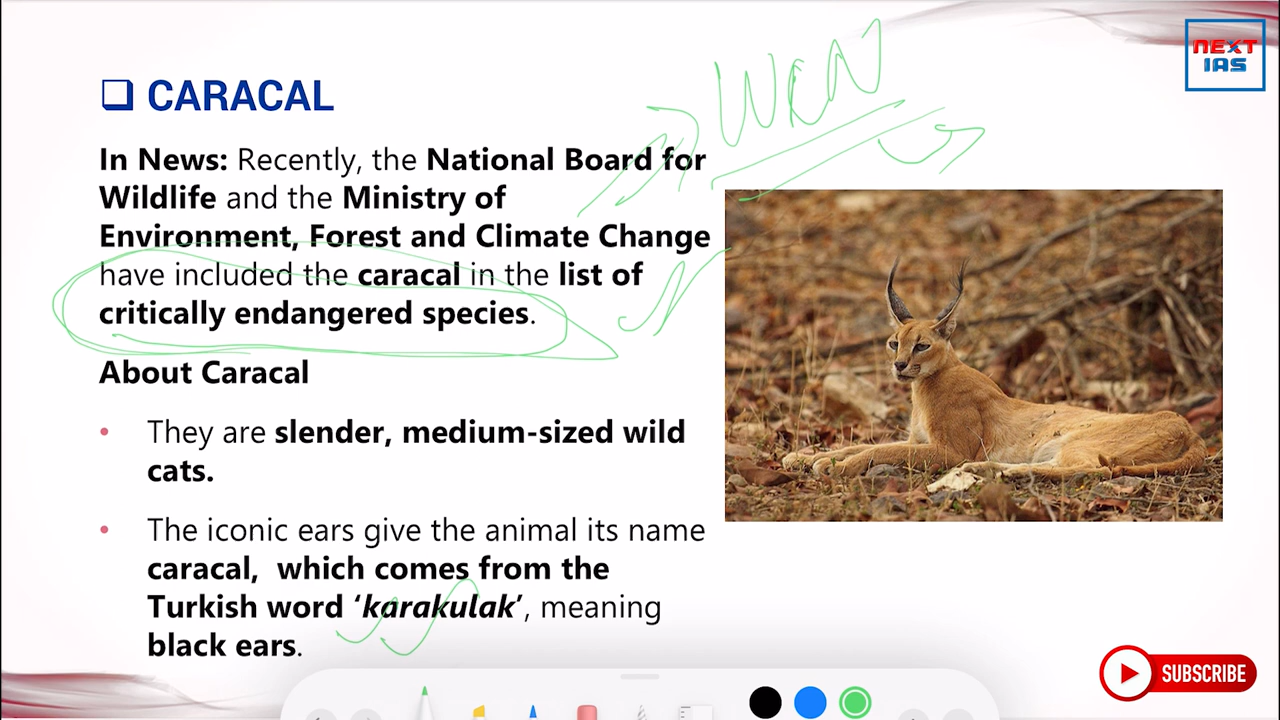 NEXT
IAS
❑ CARACAL
In News: Recently, the National Board for
Wildlife and the Ministry of
Environment, Forest and Climate Change
have included the caracal in the list of
critically endangered species.
About Caracal
• They are slender, medium-sized wild
cats.
• The iconic ears give the animal its name
caracal, which comes from the
Turkish word ‘karakulak’, meaning
black ears.
SUBSCRIBE